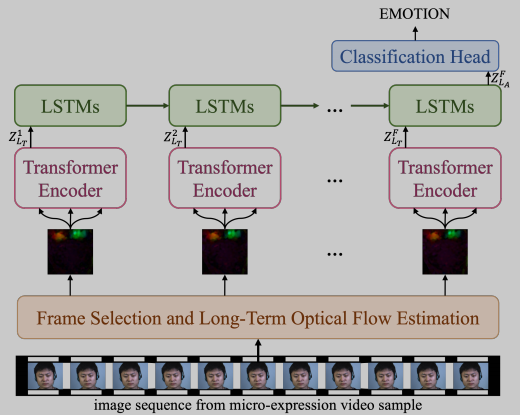 EMOTION
Classification Head
Z^F_{L_A}
LSTMs
LSTMs
...
LSTMs
Z^1_{L_T}
Z^2_{L_T}
Z^F_{L_T}
Transformer
Encoder
Transformer
Encoder
...
Transformer
Encoder
...
Frame Selection and Long-Term Optical Flow Estimation
image sequence from micro-expression video sample